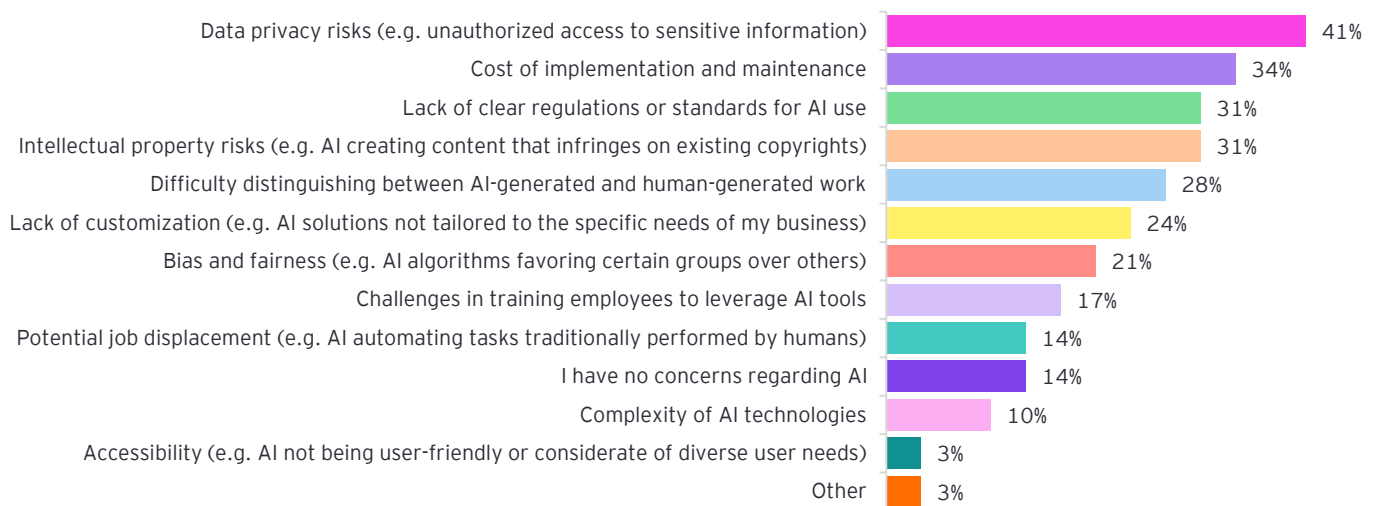 Data privacy risks (e.g. unauthorized access to sensitive information) 41%
Cost of implementation and maintenance 34%
Lack of clear regulations or standards for AI use 31%
Intellectual property risks (e.g. AI creating content that infringes on existing copyrights) 31%
Difficulty distinguishing between AI-generated and human-generated work 28%
Lack of customization (e.g. AI solutions not tailored to the specific needs of my business) 24%
Bias and fairness (e.g. AI algorithms favoring certain groups over others) 21%
Challenges in training employees to leverage AI tools 17%
Potential job displacement (e.g. AI automating tasks traditionally performed by humans) 14%
I have no concerns regarding AI 14%
Complexity of AI technologies 10%
Accessibility (e.g. AI not being user-friendly or considerate of diverse user needs) 3%
Other 3%